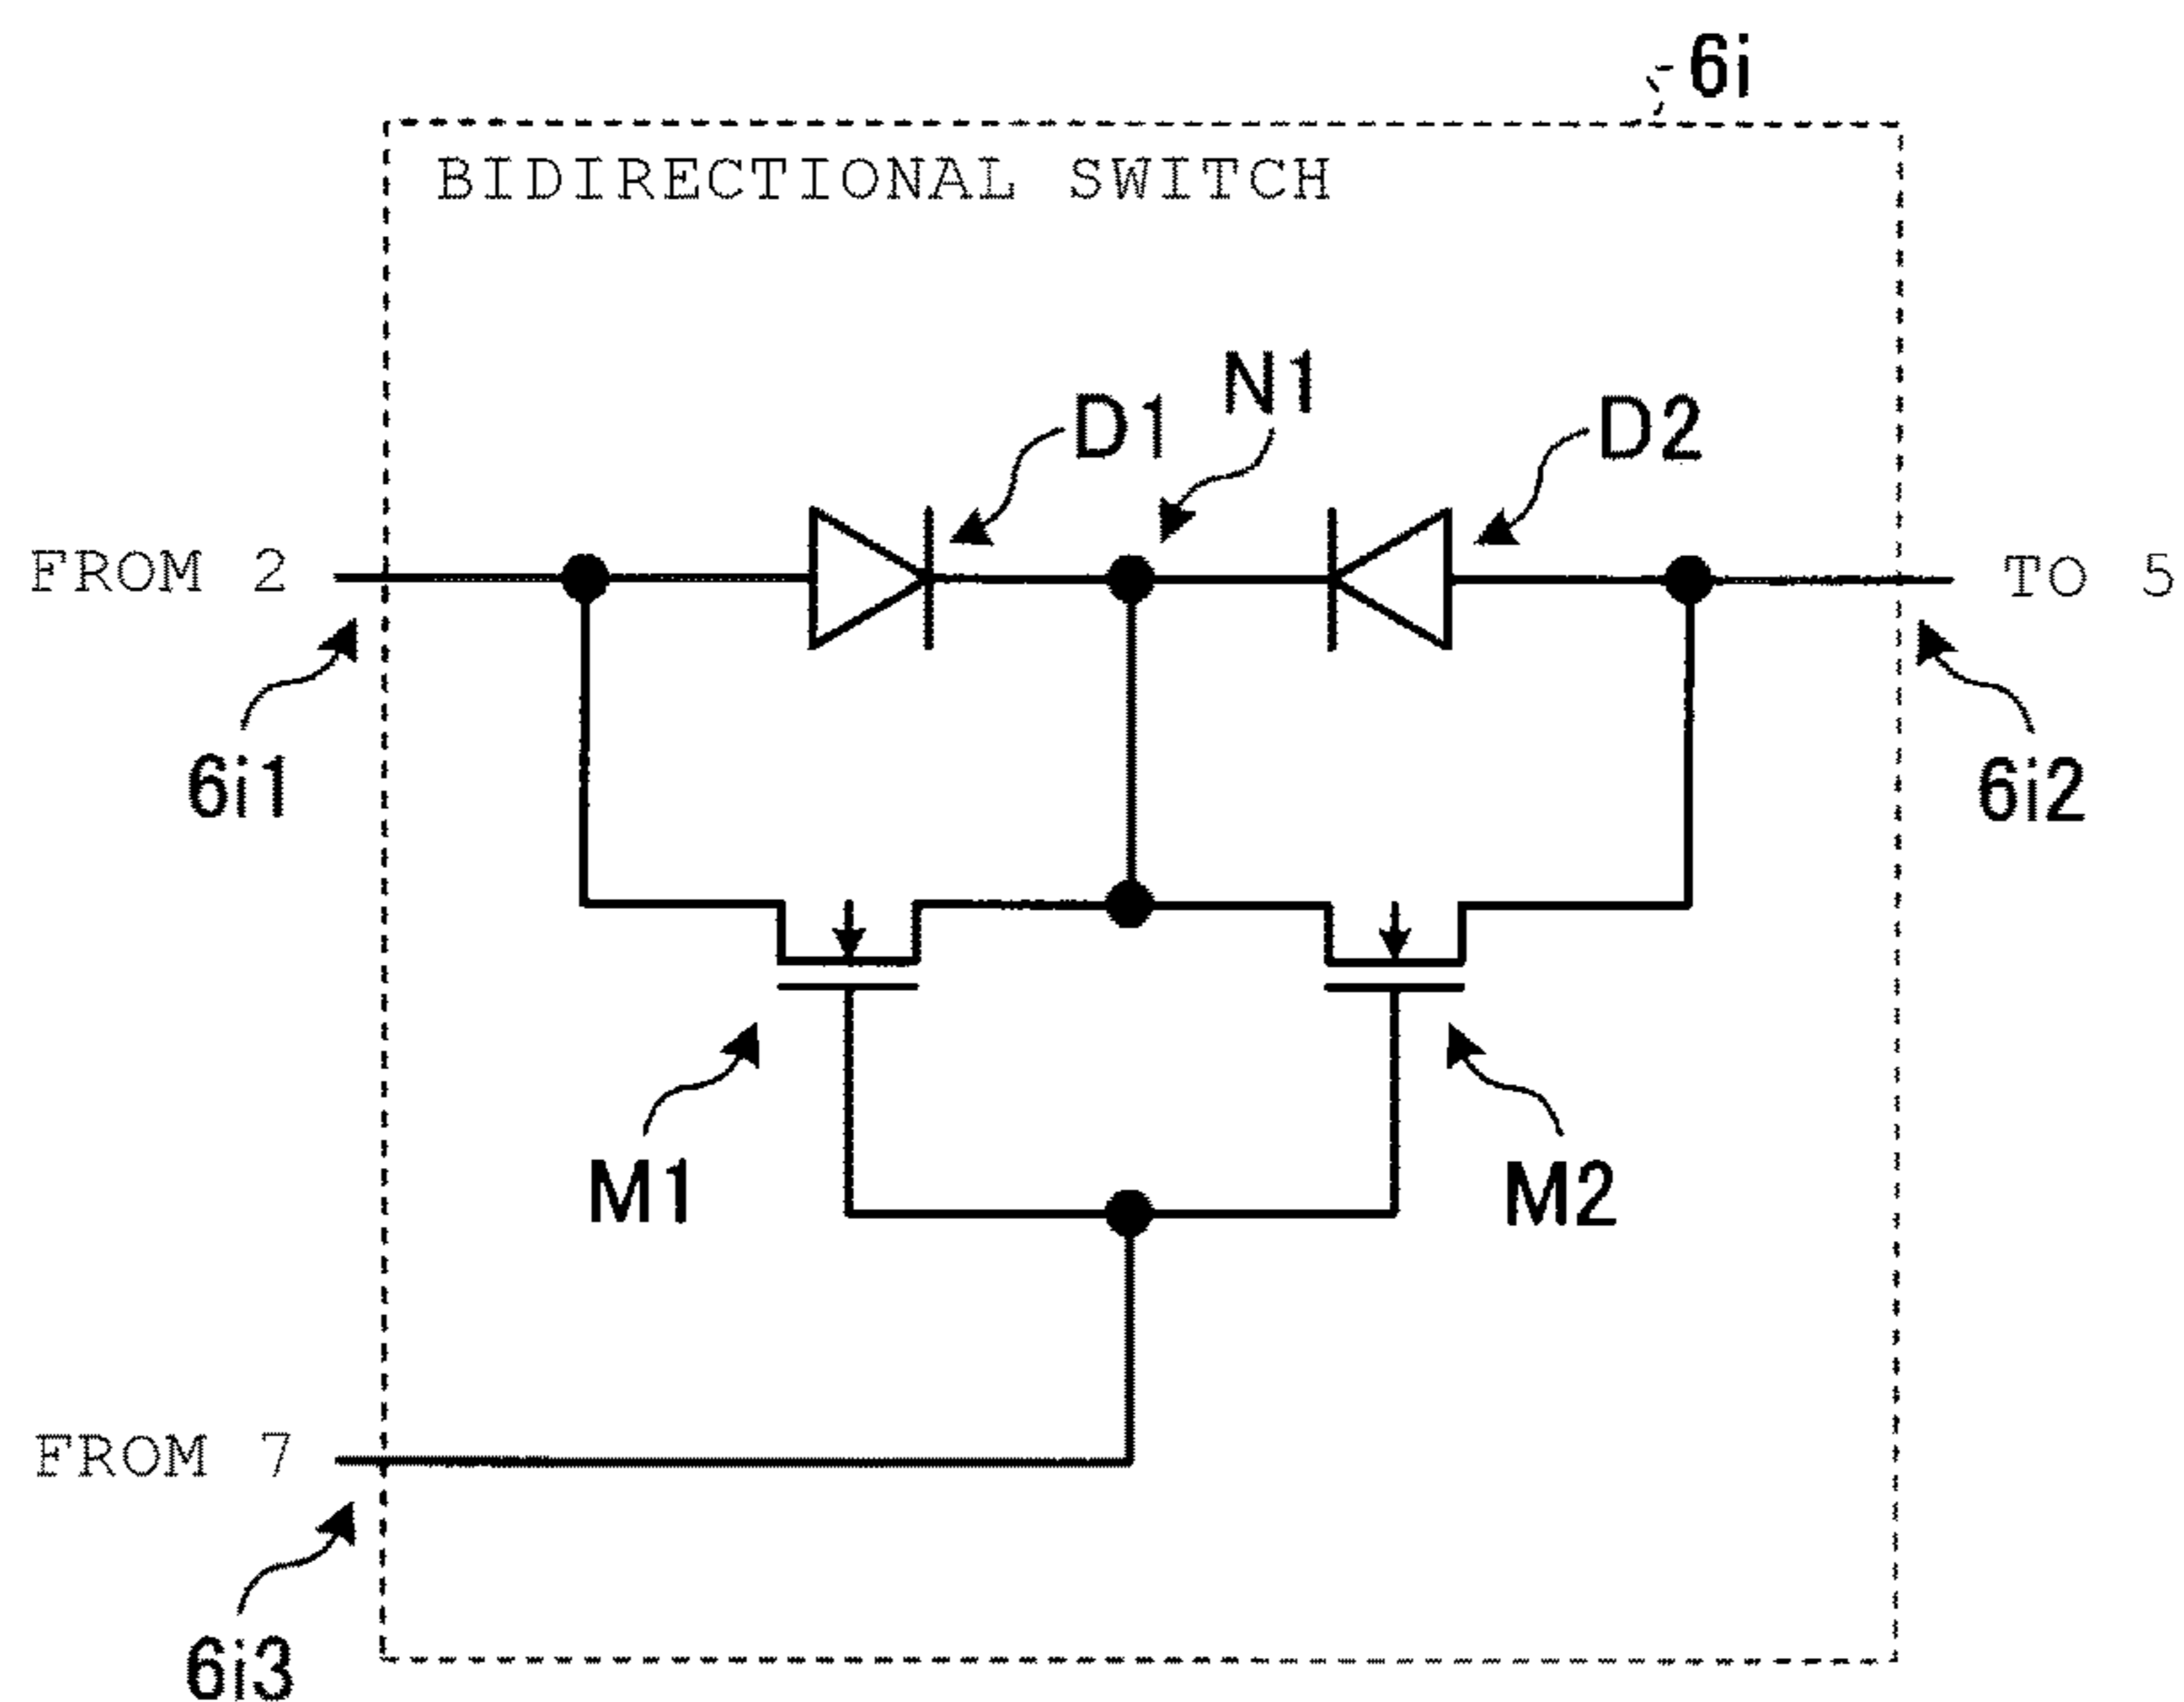 6i
BIDIRECTIONAL SWITCH
N1
D1
D2
FROM 2
TO 5
6i1
6i2
M1
M2
FROM 7
6i3